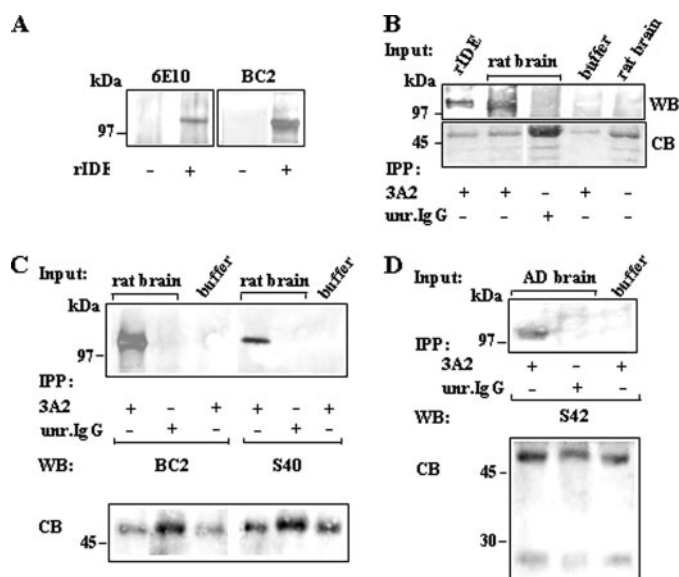 A
kDa 6E10 BC2
97
rIDE - + - +
B
Input: rIDE rat brain buffer rat brain
kDa
97 WB
45 CB
IPP:
3A2 + + - + -
unr.IgG - - + - -
C
Input: rat brain buffer rat brain buffer
kDa
97
IPP:
3A2 + - + + - +
unr.IgG - + - - + -
WB: BC2 S40
CB
45
D
Input: AD brain buffer
kDa
97
IPP:
3A2 + - +
unr.IgG - + -
WB: S42
CB
45
30